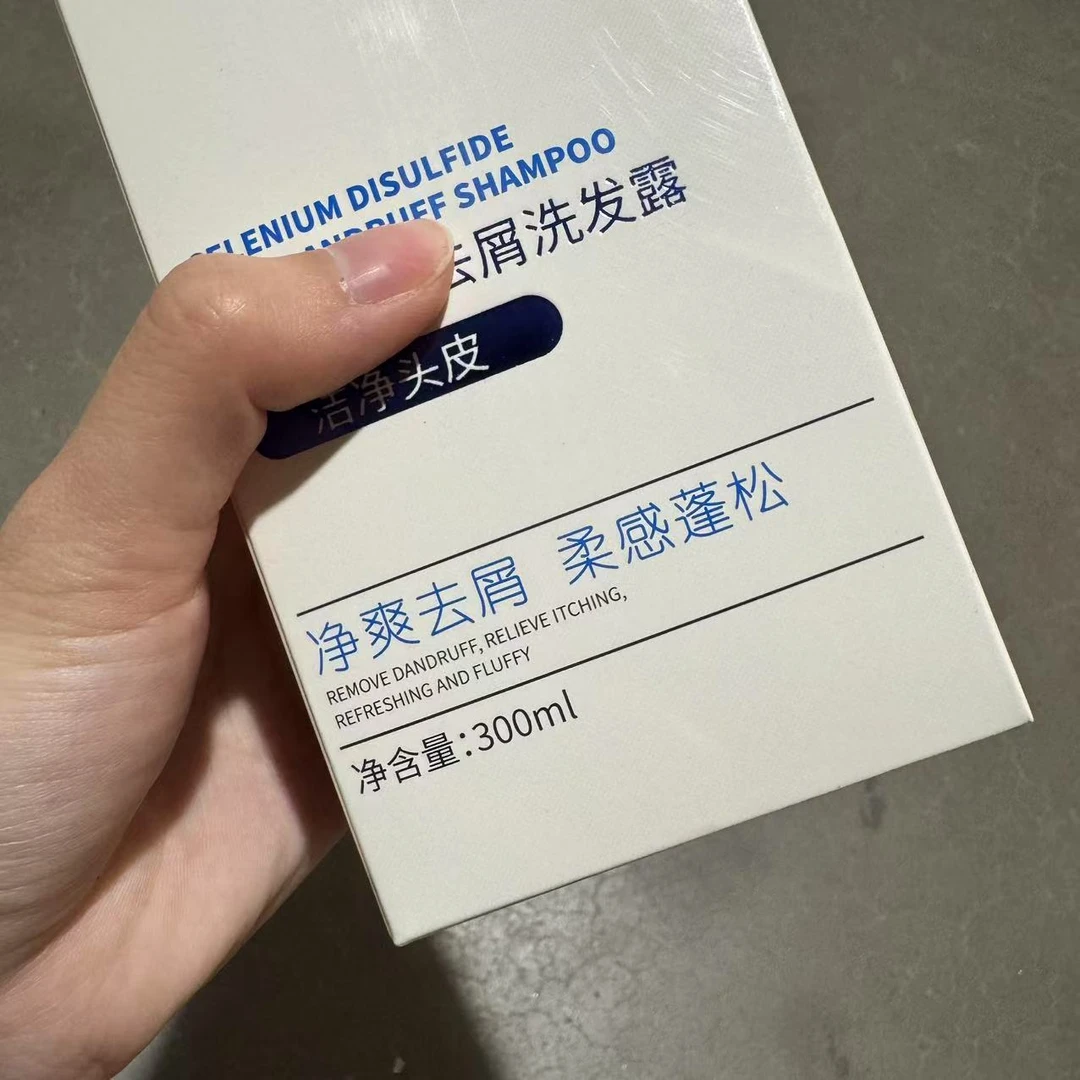 SELENIUM DISULFIDE
DANDRUFF SHAMPOO
去屑洗发露
洁净头皮
净爽去屑 柔感蓬松
REMOVE DANDRUFF, RELIEVE ITCHING,
REFRESHING AND FLUFFY
净含量:300ml